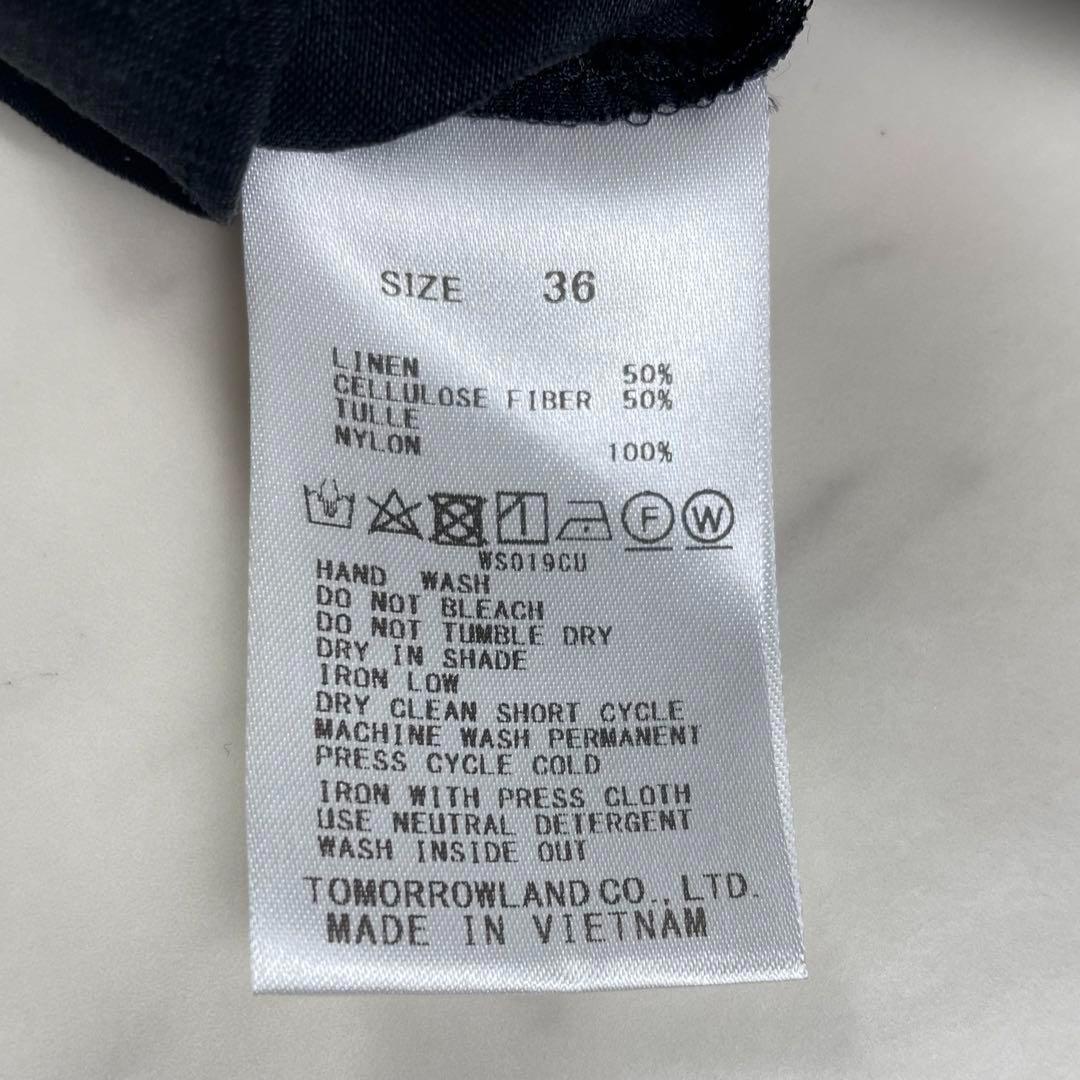 SIZE 36
LINEN 50%
CELLULOSE FIBER 50%
TULLE
NYLON 100%
F W
WS019CU
HAND WASH
DO NOT BLEACH
DO NOT TUMBLE DRY
DRY IN SHADE
IRON LOW
DRY CLEAN SHORT CYCLE
MACHINE WASH PERMANENT
PRESS CYCLE COLD
IRON WITH PRESS CLOTH
USE NEUTRAL DETERGENT
WASH INSIDE OUT
TOMORROWLAND CO., LTD.
MADE IN VIETNAM